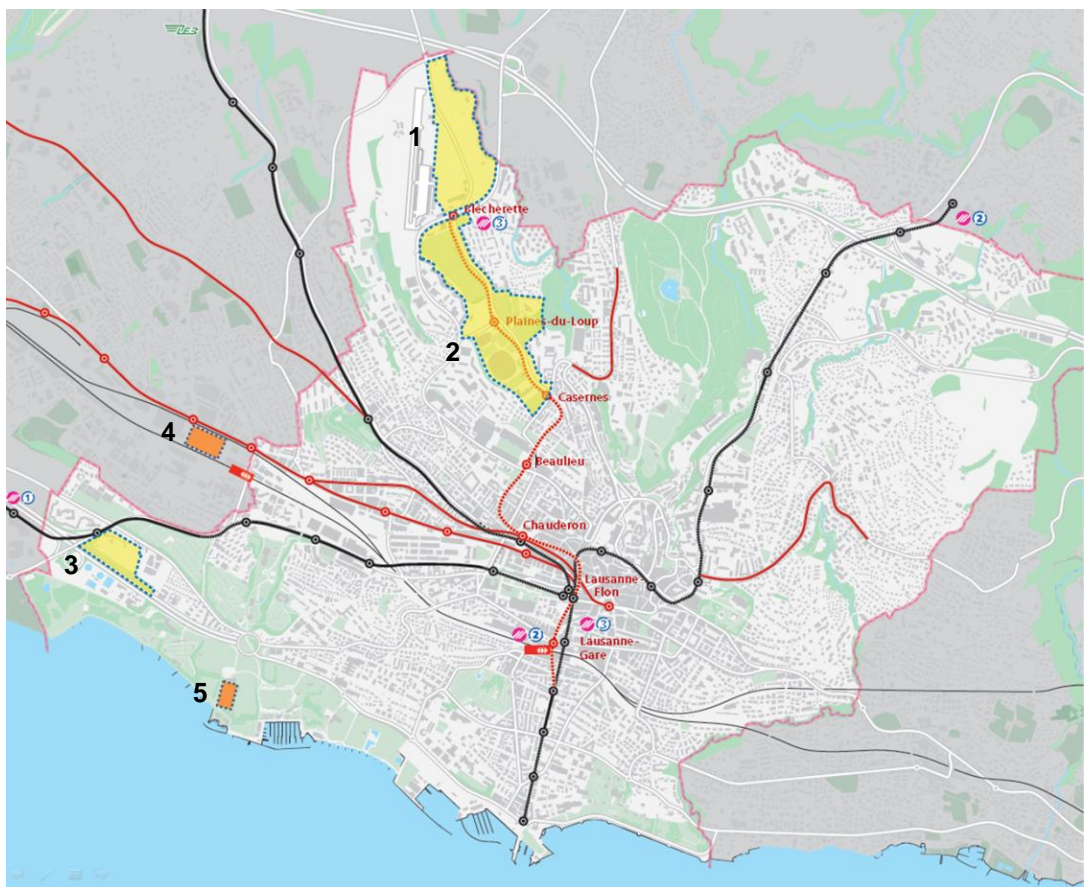 LEB
1
Blécherette
3
2
Plaines-du-Loup
2
Casernes
4
Beaulieu
1
Chauderon
3
Lausanne-
Flon
2
3
Lausanne-
Gare
5